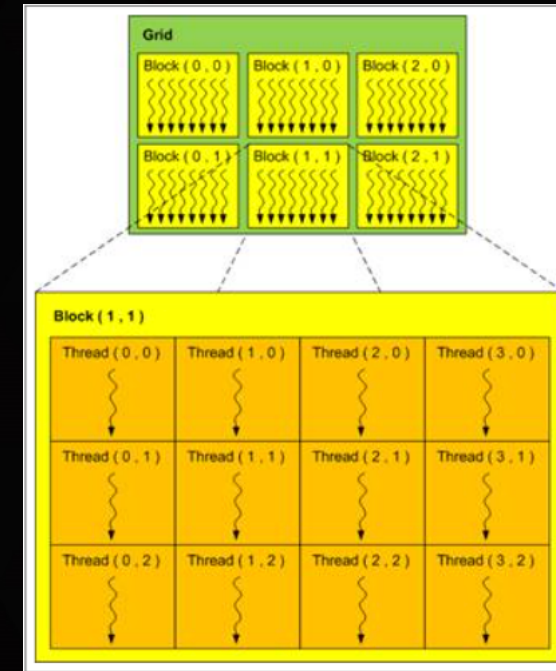 Grid
Block ( 0 , 0 ) Block ( 1 , 0 ) Block ( 2 , 0 )
Block ( 0 , 1 ) Block ( 1 , 1 ) Block ( 2 , 1 )
Block ( 1 , 1 )
Thread ( 0 , 0 ) Thread ( 1 , 0 ) Thread ( 2 , 0 ) Thread ( 3 , 0 )
Thread ( 0 , 1 ) Thread ( 1 , 1 ) Thread ( 2 , 1 ) Thread ( 3 , 1 )
Thread ( 0 , 2 ) Thread ( 1 , 2 ) Thread ( 2 , 2 ) Thread ( 3 , 2 )